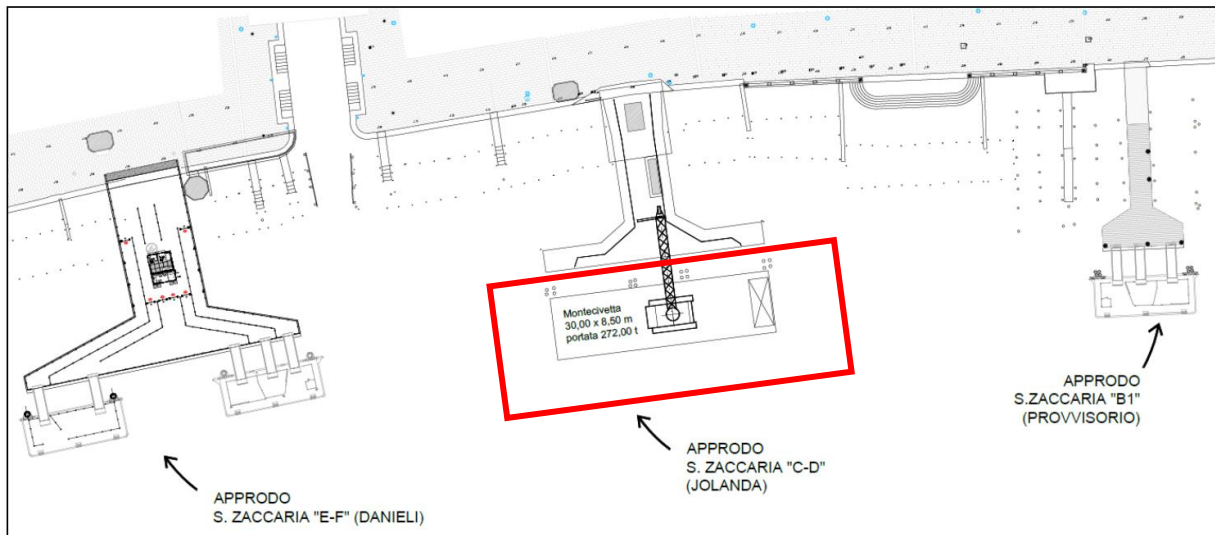 Montecivetta
30,00 x 8,50 m
portata 272,00 t
APPRODO
S.ZACCARIA "B1"
(PROVVISORIO)
APPRODO
S. ZACCARIA "C-D"
(JOLANDA)
APPRODO
S. ZACCARIA "E-F" (DANIELI)